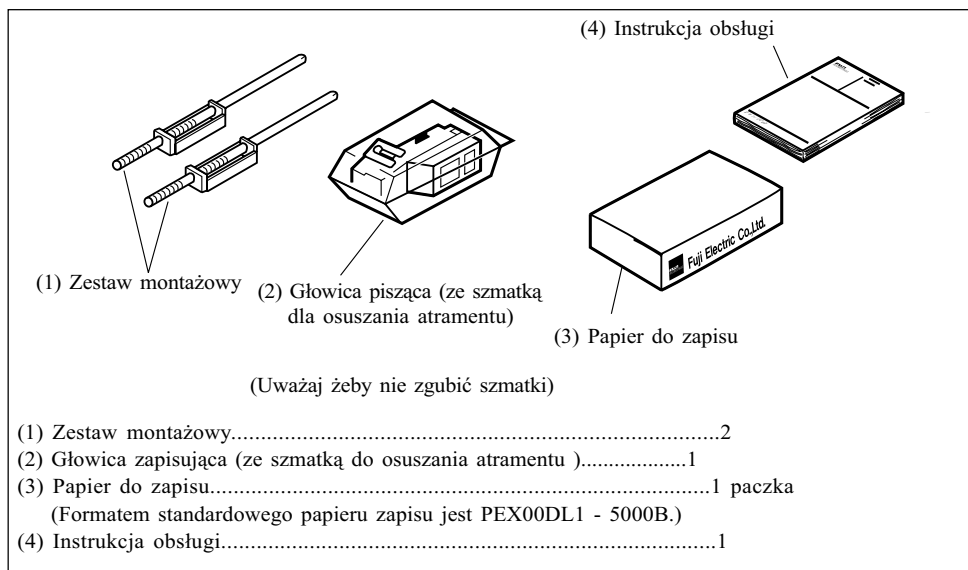 (4) Instrukcja obsługi
Fuji Electric Co.,Ltd.
(1) Zestaw montażowy
(2) Głowica pisząca (ze szmatką
dla osuszania atramentu)
(3) Papier do zapisu
(Uważaj żeby nie zgubić szmatki)
(1) Zestaw montażowy.................................................................2
(2) Głowica zapisująca (ze szmatką do osuszania atramentu )...................1
(3) Papier do zapisu...................................................................1 paczka
(Formatem standardowego papieru zapisu jest PEX00DL1 - 5000B.)
(4) Instrukcja obsługi..................................................................1